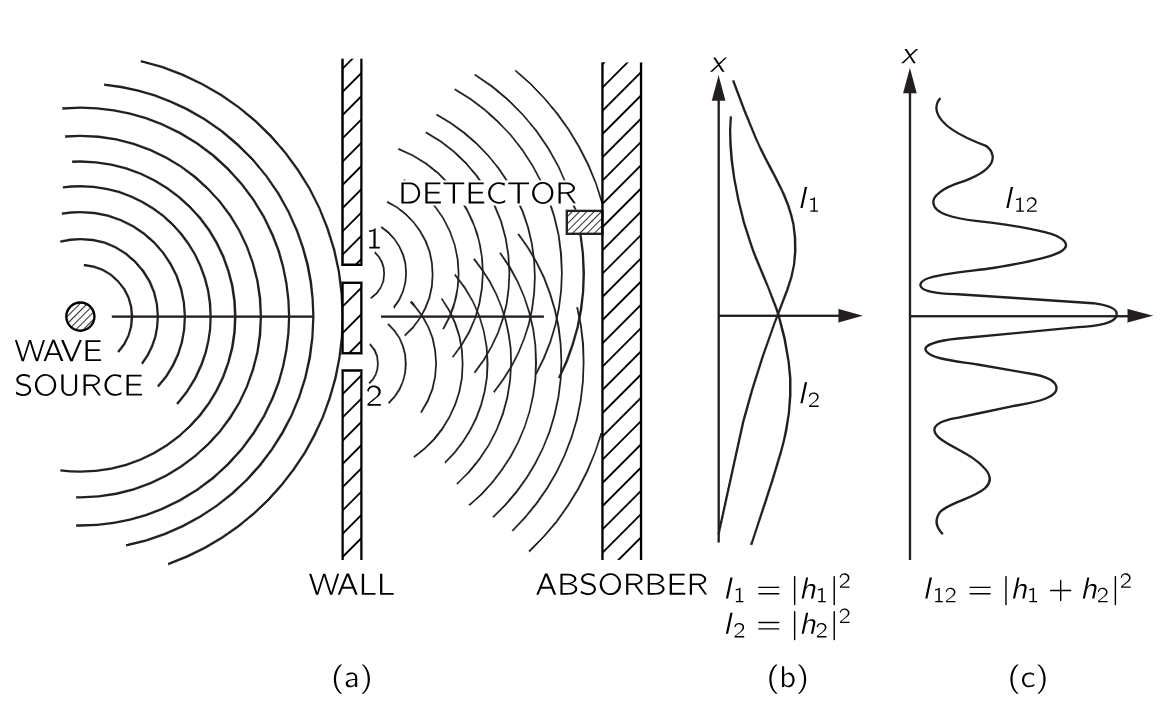 x
x
1
DETECTOR
I₁
I₁₂
WAVE
SOURCE
2
I₂
WALL
ABSORBER
I₁ = |h₁|²
I₂ = |h₂|²
I₁₂ = |h₁ + h₂|²
(a)
(b)
(c)